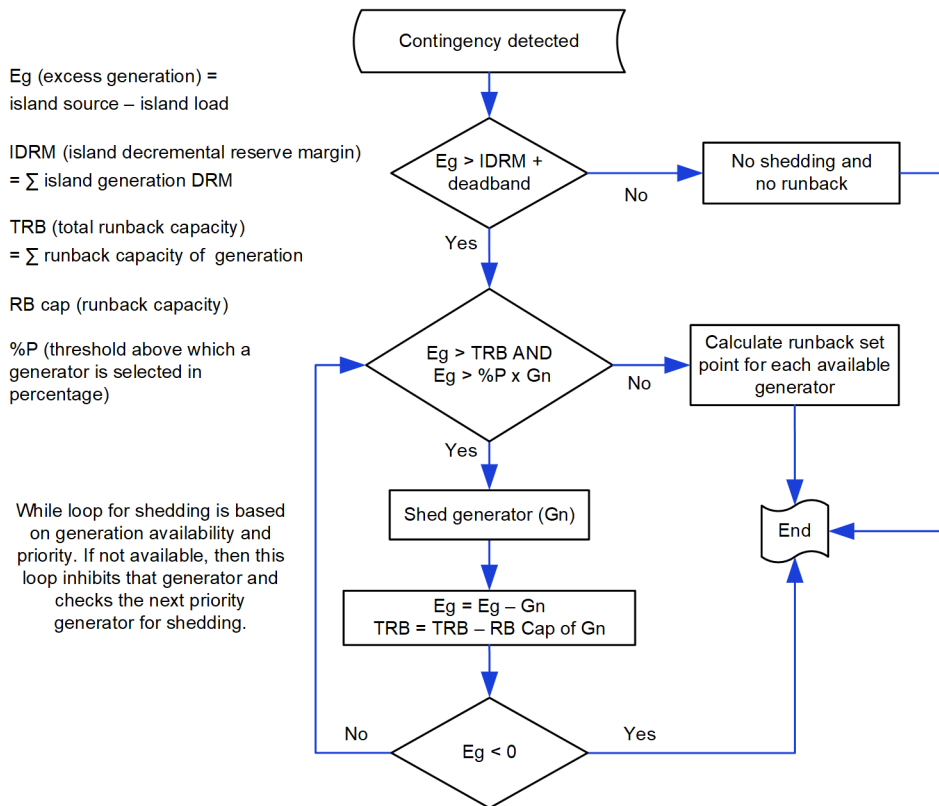 Contingency detected
Eg (excess generation) =
island source – island load
IDRM (island decremental reserve margin)
= ∑ island generation DRM
TRB (total runback capacity)
= ∑ runback capacity of generation
RB cap (runback capacity)
%P (threshold above which a
generator is selected in
percentage)
Eg > IDRM +
deadband
No
No shedding and
no runback
Yes
Eg > TRB AND
Eg > %P x Gn
No
Calculate runback set
point for each available
generator
Yes
Shed generator (Gn)
End
While loop for shedding is based
on generation availability and
priority. If not available, then this
loop inhibits that generator and
checks the next priority
generator for shedding.
Eg = Eg – Gn
TRB = TRB – RB Cap of Gn
No
Eg < 0
Yes